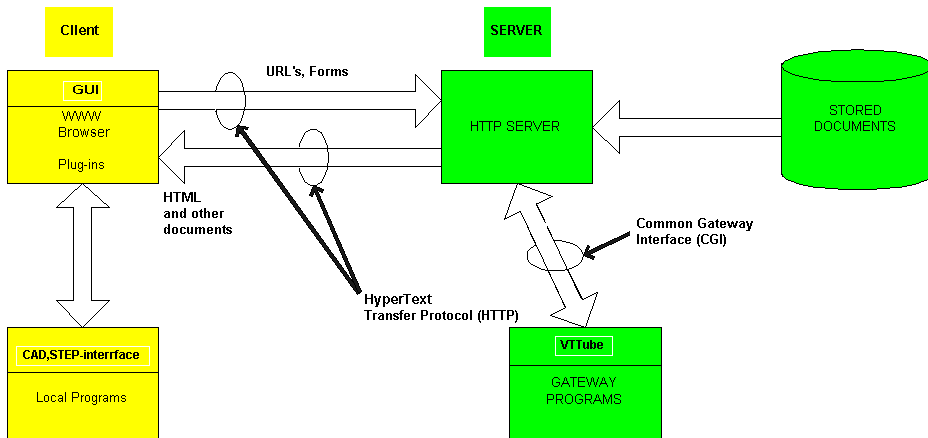 Client
SERVER
URL's, Forms
GUI
WWW
Browser
Plug-ins
HTTP SERVER
STORED
DOCUMENTS
HTML
and other
documents
Common Gateway
Interface (CGI)
HyperText
Transfer Protocol (HTTP)
CAD,STEP-interrface
Local Programs
VTTube
GATEWAY
PROGRAMS